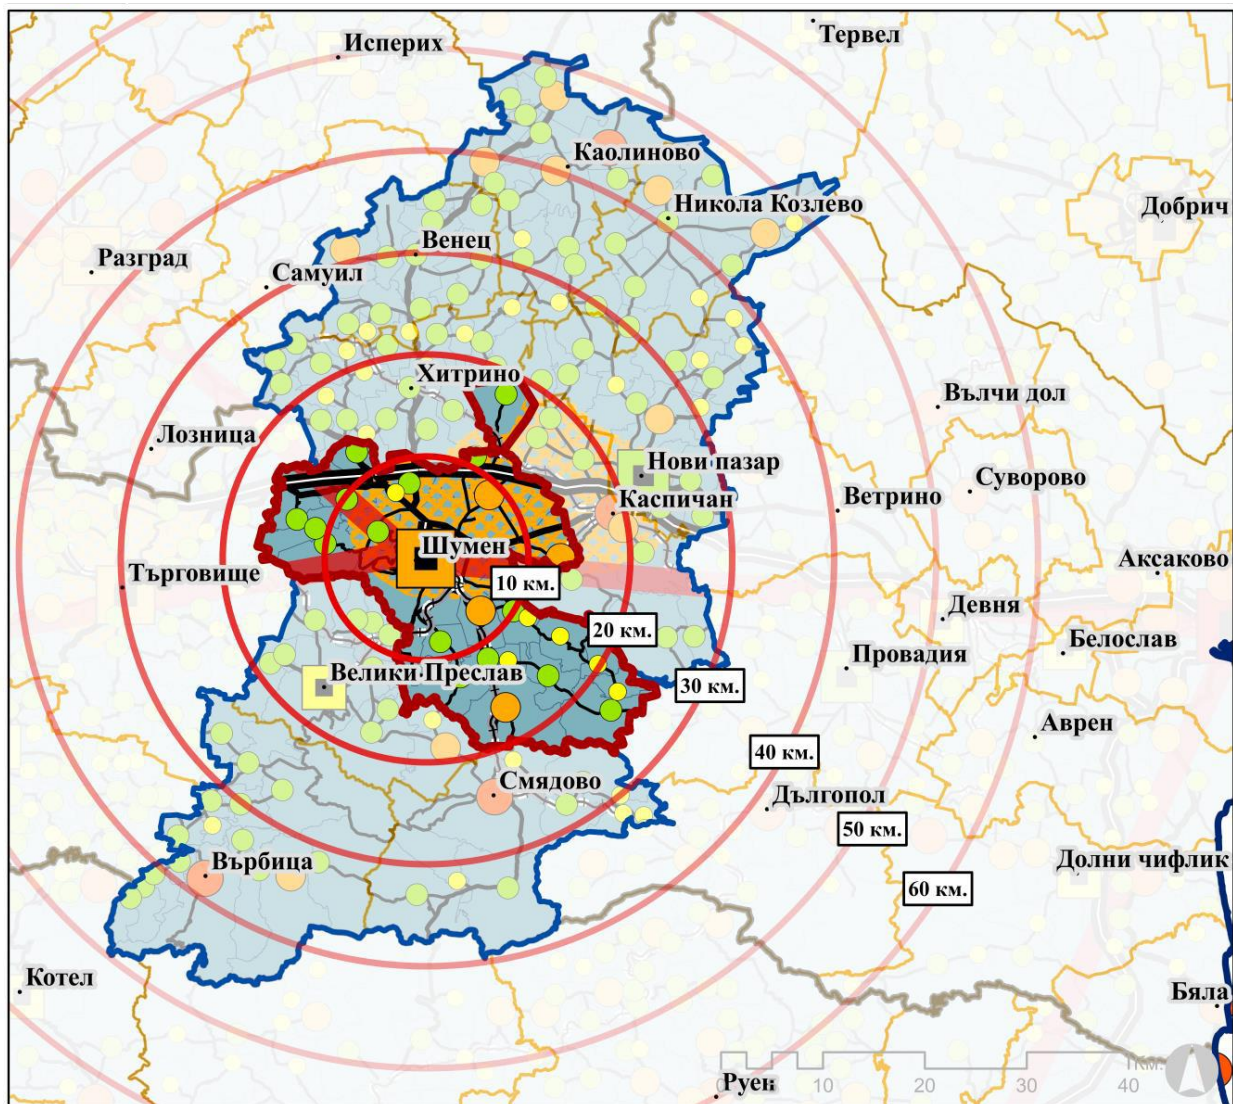 Тервел
Исперих
Каолиново
Никола Козлево
Добрич
Венец
Разград
Самуил
Хитрино
Вълчи дол
Лозница
Нови пазар
Суворово
Каспичан
Ветрино
Шумен
Аксаково
Търговище
10 км.
Девня
20 км.
Белослав
Провадия
Велики Преслав
30 км.
Аврен
40 км.
Смядово
Дългопол
50 км.
Върбица
Долни чифлик
60 км.
Котел
Бяла
Руен
10
20
30
40